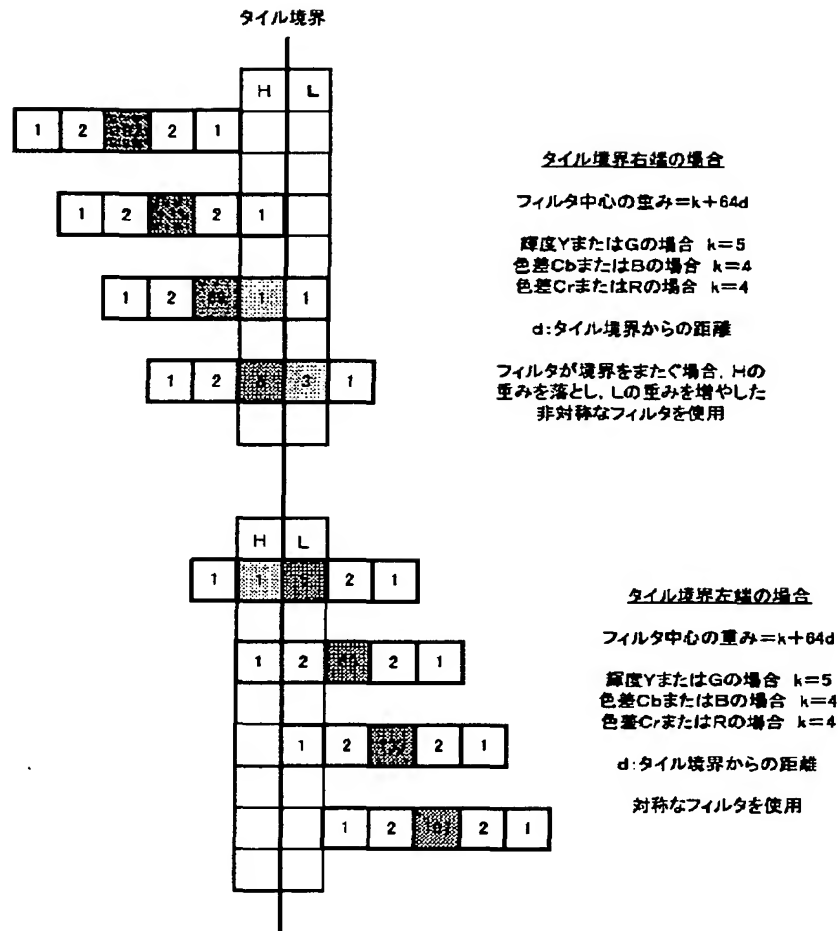 タイル境界
H L
1 2 2 1
1 2 2 1
1 2 69 1 1
1 2 3 1
タイル境界右端の場合
フィルタ中心の重み=k+64d
輝度YまたはGの場合 k=5
色差CbまたはBの場合 k=4
色差CrまたはRの場合 k=4
d:タイル境界からの距離
フィルタが境界をまたぐ場合、Hの
重みを落とし、Lの重みを増やした
非対称なフィルタを使用
H L
1 1 2 1
1 2 2 1
1 2 2 1
1 2 2 1
タイル境界左端の場合
フィルタ中心の重み=k+64d
輝度YまたはGの場合 k=5
色差CbまたはBの場合 k=4
色差CrまたはRの場合 k=4
d:タイル境界からの距離
対称なフィルタを使用